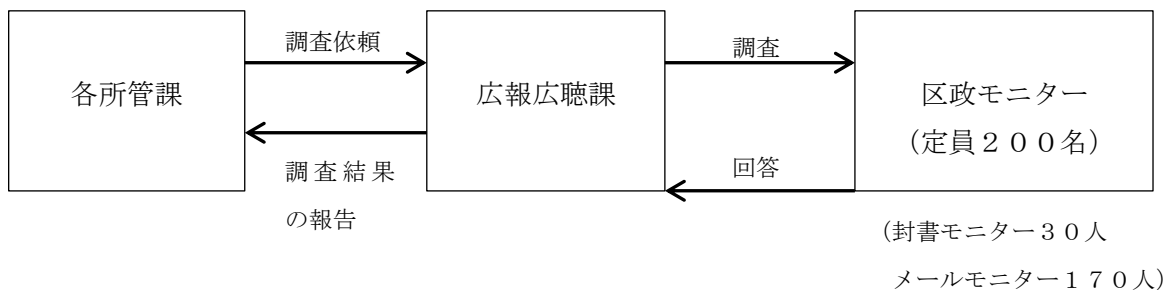 各所管課
調査依頼
調査結果
の報告
広報広聴課
調査
回答
区政モニター
（定員２００名）
（封書モニター３０人
メールモニター１７０人）